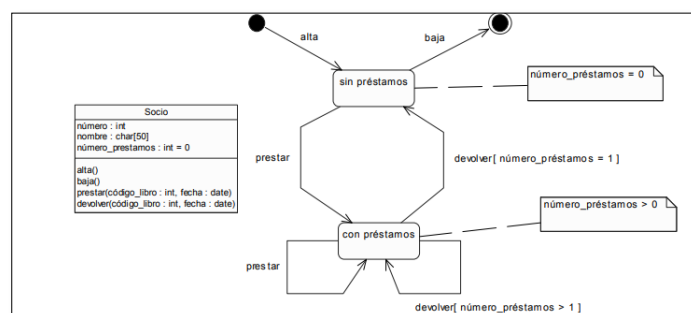 alta
baja
sin préstamos
número_préstamos = 0
Socio
número : int
nombre : char[50]
número_prestamos : int = 0
alta()
baja()
prestar(código_libro : int, fecha : date)
devolver(código_libro : int, fecha : date)
prestar
devolver[ número_préstamos = 1 ]
número_préstamos > 0
con préstamos
prestar
devolver[ número_préstamos > 1 ]